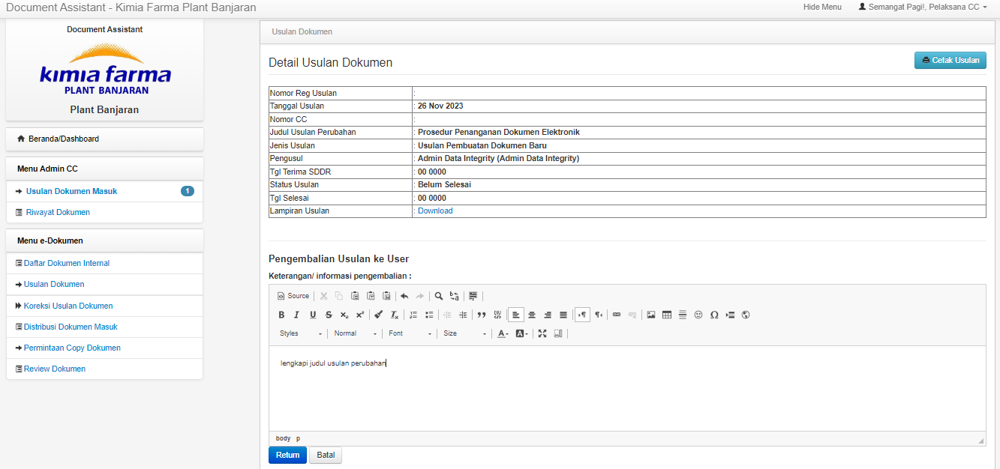 Document Assistant - Kimia Farma Plant Banjaran
Hide Menu
Semangat Pagi!, Pelaksana CC
Document Assistant
kimia farma
PLANT BANJARAN
Plant Banjaran
Beranda/Dashboard
Menu Admin CC
Usulan Dokumen Masuk 1
Riwayat Dokumen
Menu e-Dokumen
Daftar Dokumen Internal
Usulan Dokumen
Koreksi Usulan Dokumen
Distribusi Dokumen Masuk
Permintaan Copy Dokumen
Review Dokumen
Usulan Dokumen
Detail Usulan Dokumen
Cetak Usulan
Nomor Reg Usulan :
Tanggal Usulan : 26 Nov 2023
Nomor CC :
Judul Usulan Perubahan : Prosedur Penanganan Dokumen Elektronik
Jenis Usulan : Usulan Pembuatan Dokumen Baru
Pengusul : Admin Data Integrity (Admin Data Integrity)
Tgl Terima SDDR : 00 0000
Status Usulan : Belum Selesai
Tgl Selesai : 00 0000
Lampiran Usulan : Download
Pengembalian Usulan ke User
Keterangan/ informasi pengembalian :
Source
B I U S x₂ x² Iₓ
Styles Normal Font Size A A
lengkapi judul usulan perubahan
body p
Return Batal